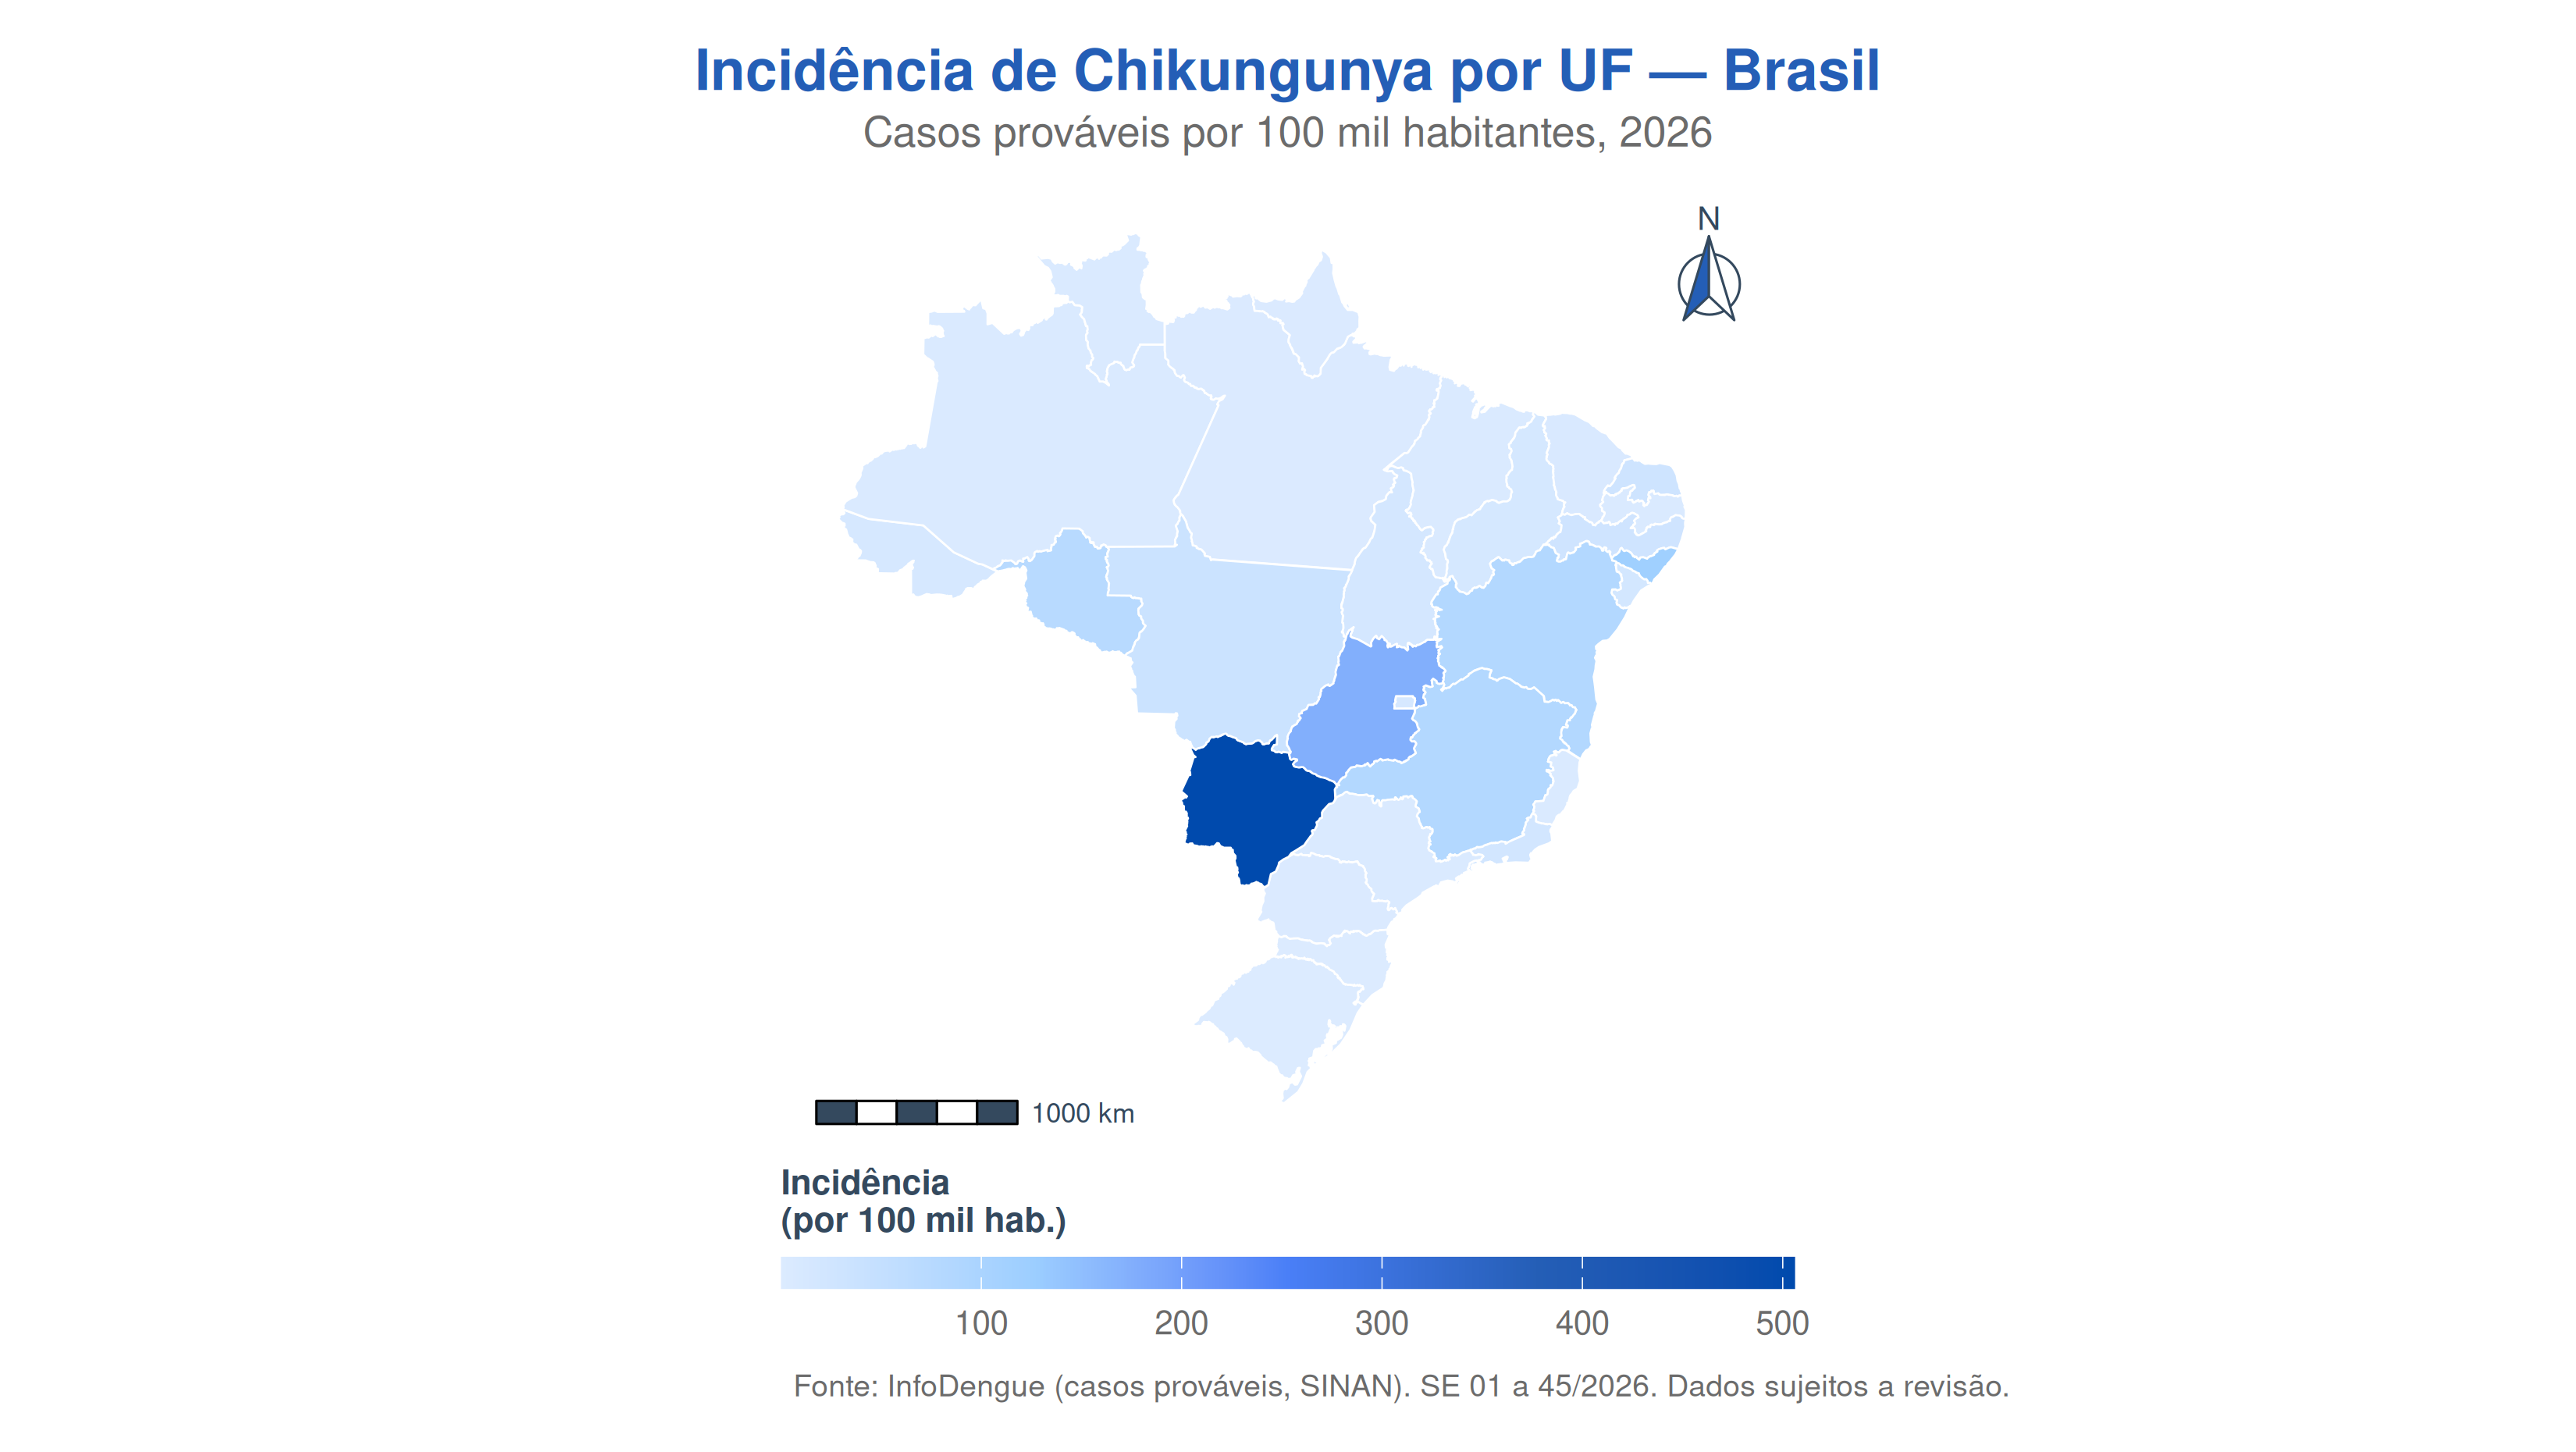 Incidência de Chikungunya por UF — Brasil
Casos prováveis por 100 mil habitantes, 2026
N
1000 km
Incidência
(por 100 mil hab.)
100 200 300 400 500
Fonte: InfoDengue (casos prováveis, SINAN). SE 01 a 45/2026. Dados sujeitos a revisão.